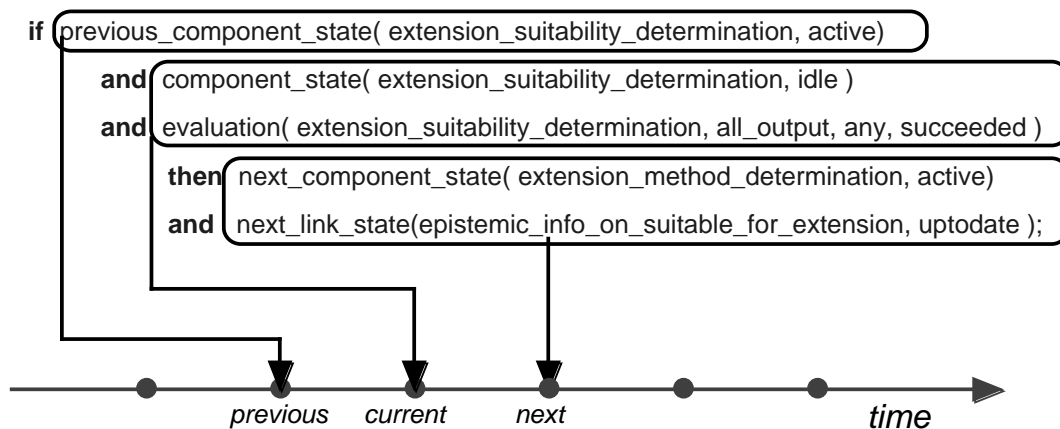 if previous_component_state( extension_suitability_determination, active)
and component_state( extension_suitability_determination, idle )
and evaluation( extension_suitability_determination, all_output, any, succeeded )
then next_component_state( extension_method_determination, active)
and next_link_state(epistemic_info_on_suitable_for_extension, uptodate );
previous current next time